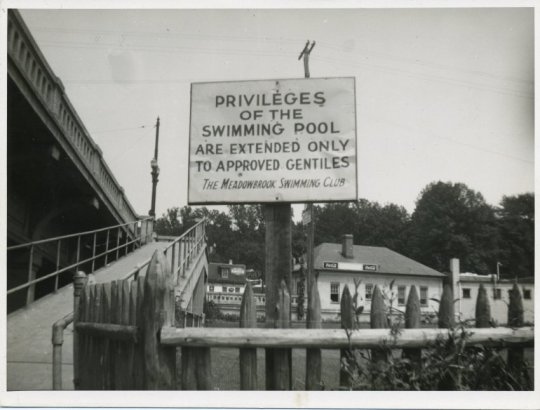 PRIVILEGES
OF THE
SWIMMING POOL
ARE EXTENDED ONLY
TO APPROVED GENTILES
THE MEADOWBROOK SWIMMING CLUB